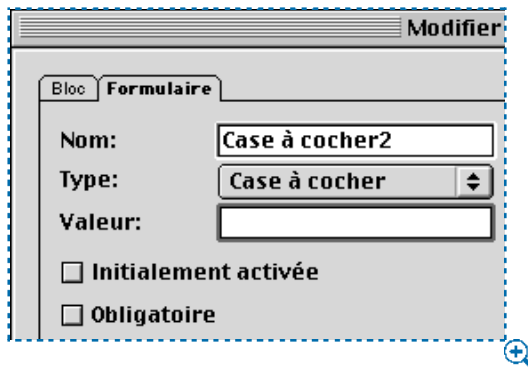 Modifier
Bloc Formulaire
Nom: Case à cocher2
Type: Case à cocher
Valeur:
Initialement activée
Obligatoire